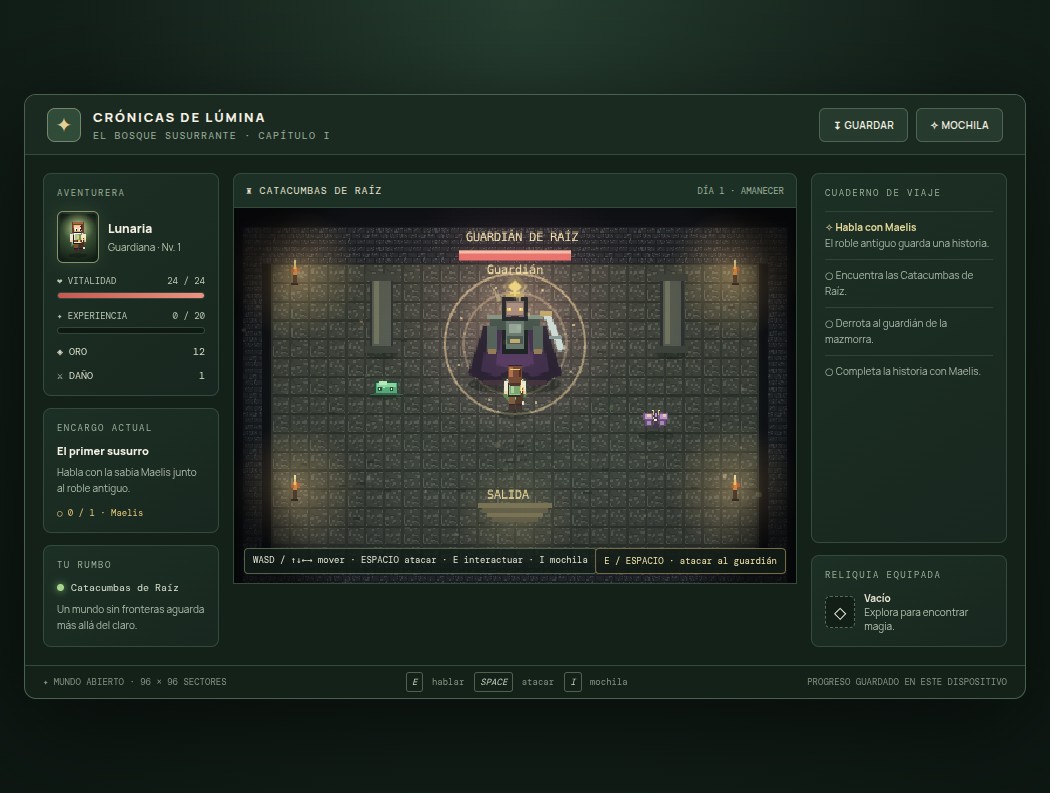 CRÓNICAS DE LÚMINA
EL BOSQUE SUSURRANTE · CAPÍTULO I
↧ GUARDAR
✧ MOCHILA
AVENTURERA
Lunaria
Guardiana · Nv. 1
❤ VITALIDAD 24 / 24
✦ EXPERIENCIA 0 / 20
◈ ORO 12
⚔ DAÑO 1
ENCARGO ACTUAL
El primer susurro
Habla con la sabia Maelis junto
al roble antiguo.
○ 0 / 1 · Maelis
TU RUMBO
Catacumbas de Raíz
Un mundo sin fronteras aguarda
más allá del claro.
♜ CATACUMBAS DE RAÍZ
DÍA 1 · AMANECER
GUARDIÁN DE RAÍZ
Guardián
SALIDA
WASD / ↑↓←→ mover · ESPACIO atacar · E interactuar · I mochila
E / ESPACIO · atacar al guardián
CUADERNO DE VIAJE
✧ Habla con Maelis
El roble antiguo guarda una historia.
○ Encuentra las Catacumbas de
Raíz.
○ Derrota al guardián de la
mazmorra.
○ Completa la historia con Maelis.
RELIQUIA EQUIPADA
Vacío
Explora para encontrar
magia.
✦ MUNDO ABIERTO · 96 × 96 SECTORES
E hablar SPACE atacar I mochila
PROGRESO GUARDADO EN ESTE DISPOSITIVO